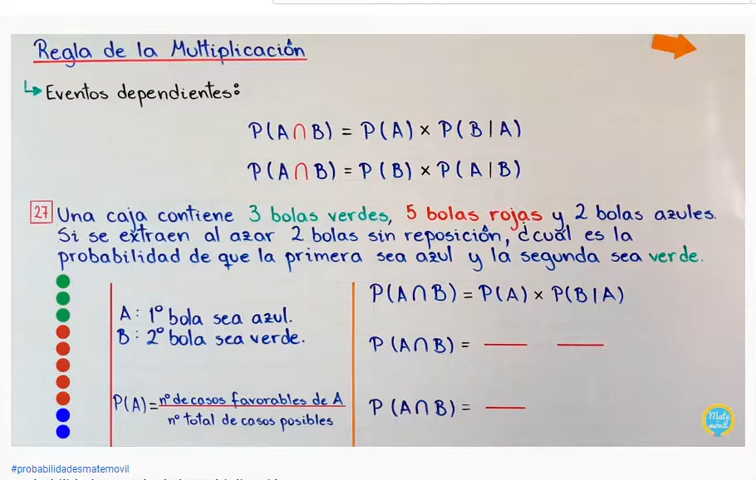 Regla de la Multiplicación
Eventos dependientes:
P(A∩B) = P(A) × P(B|A)
P(A∩B) = P(B) × P(A|B)
27 Una caja contiene 3 bolas verdes, 5 bolas rojas y 2 bolas azules.
Si se extraen al azar 2 bolas sin reposición, ¿cuál es la
probabilidad de que la primera sea azul y la segunda sea verde.
A: 1° bola sea azul.
B: 2° bola sea verde.
P(A) = n° de casos favorables de A
n° total de casos posibles
P(A∩B) = P(A) × P(B|A)
P(A∩B) =
P(A∩B) =
Mate
móvil
#probabilidadesmatemovil